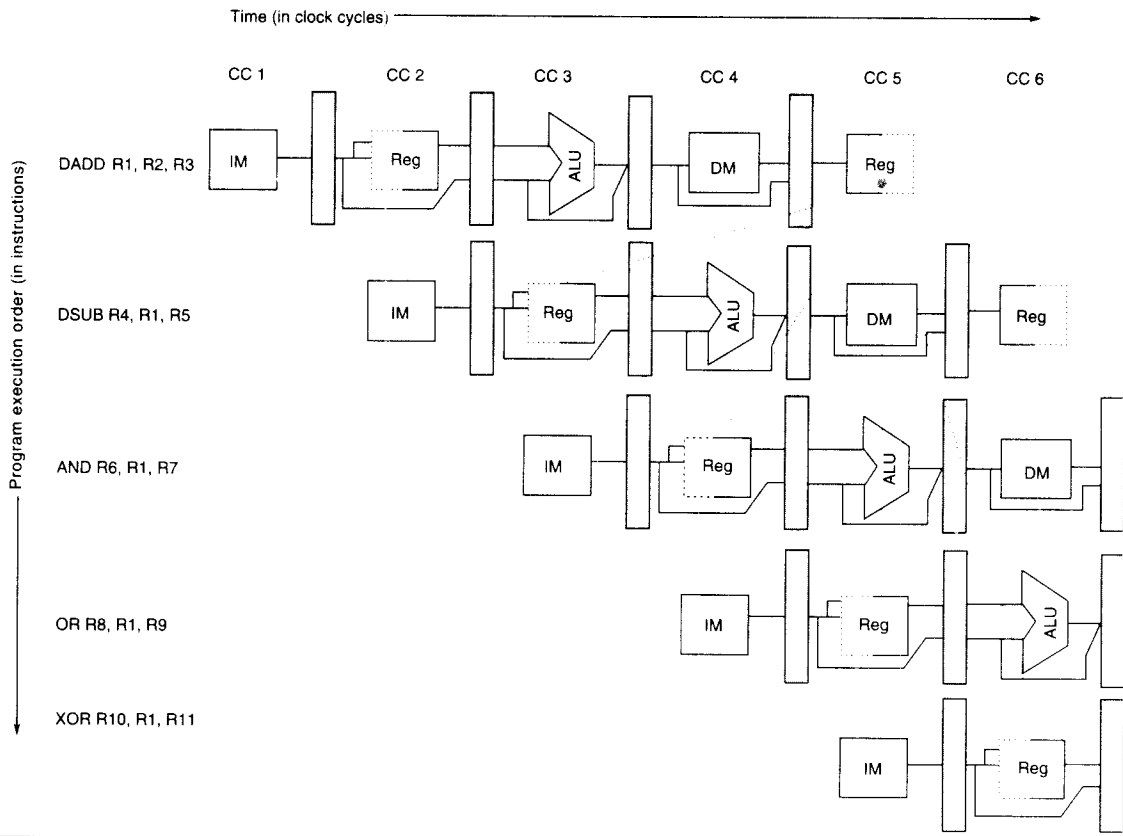 Time (in clock cycles)
CC 1 CC 2 CC 3 CC 4 CC 5 CC 6
Program execution order (in instructions)
DADD R1, R2, R3 IM Reg ALU DM Reg
DSUB R4, R1, R5 IM Reg ALU DM Reg
AND R6, R1, R7 IM Reg ALU DM
OR R8, R1, R9 IM Reg ALU
XOR R10, R1, R11
IM Reg